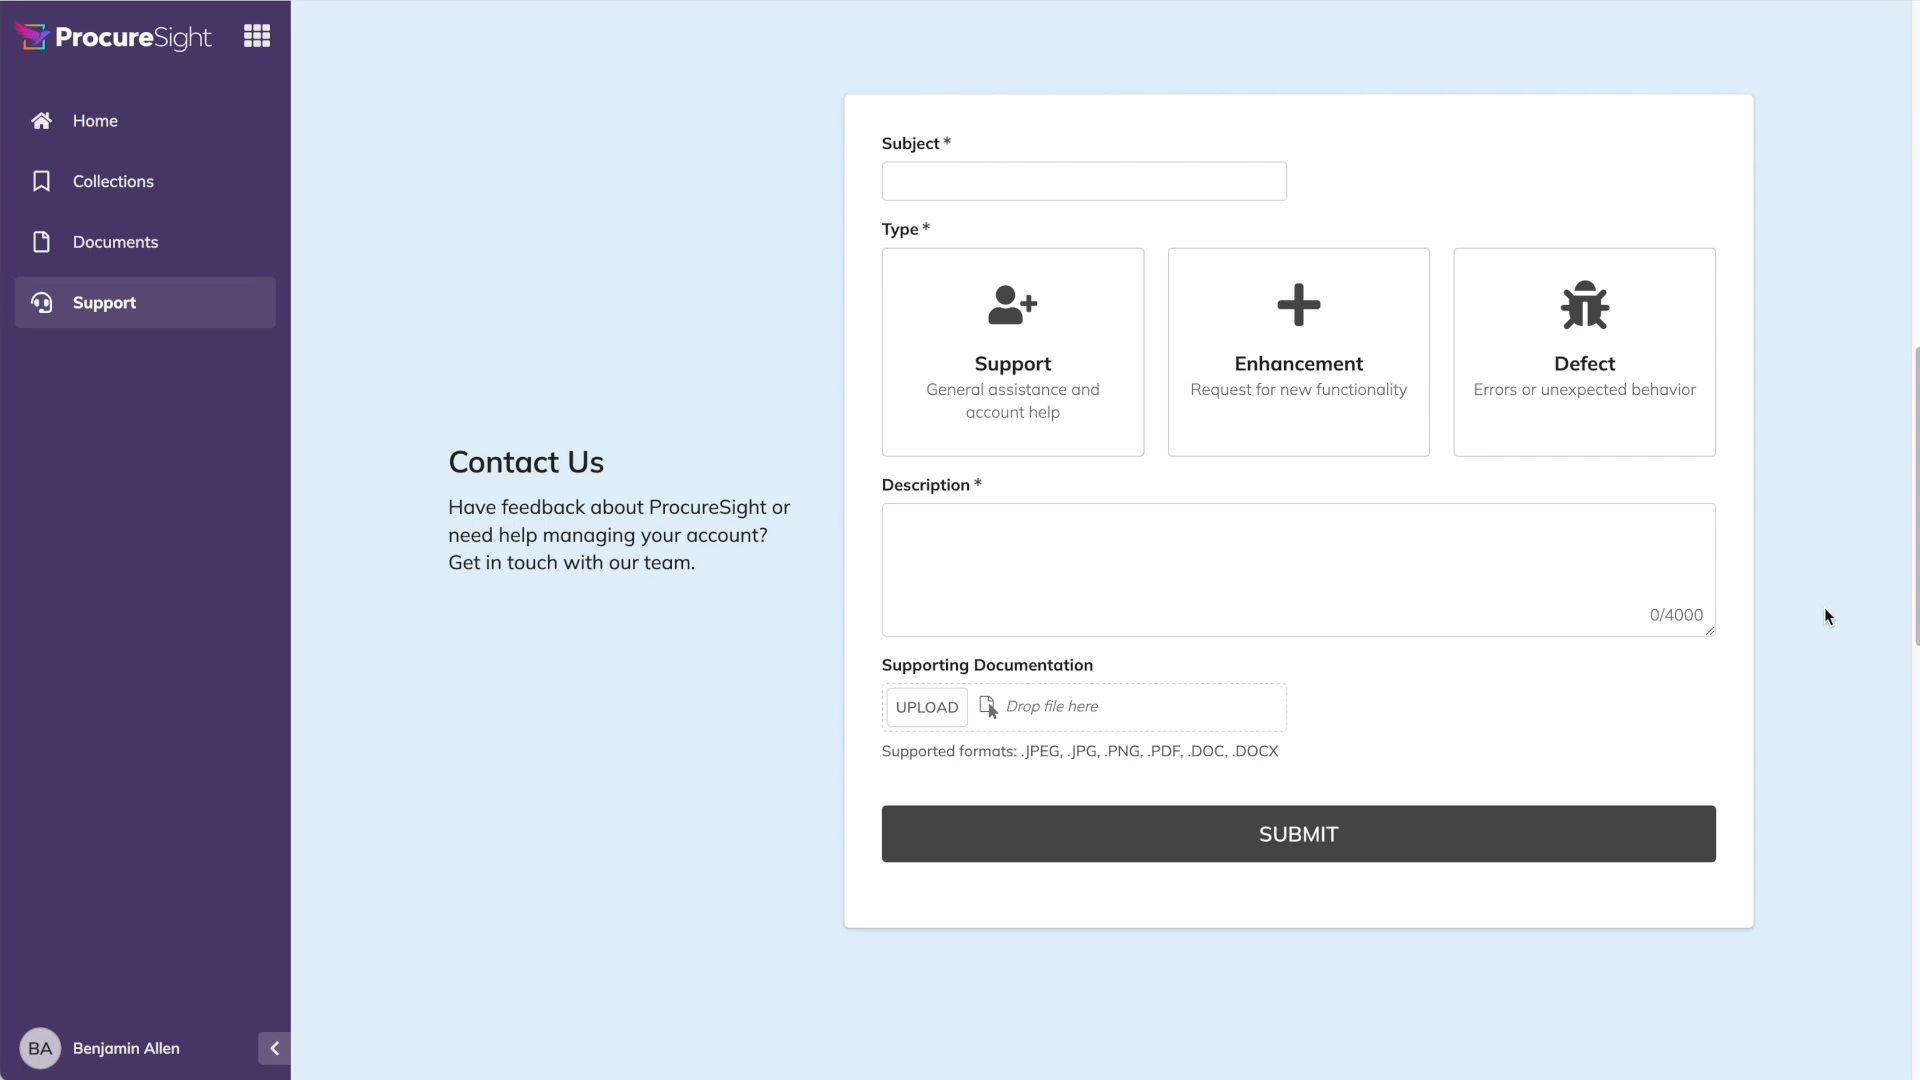 ProcureSight
Home
Collections
Documents
Support
Benjamin Allen
BA
Contact Us
Have feedback about ProcureSight or
need help managing your account?
Get in touch with our team.
Subject *
Type *
Support
General assistance and
account help
Enhancement
Request for new functionality
Defect
Errors or unexpected behavior
Description *
0/4000
Supporting Documentation
UPLOAD
Drop file here
Supported formats: .JPEG, .JPG, .PNG, .PDF, .DOC, .DOCX
SUBMIT